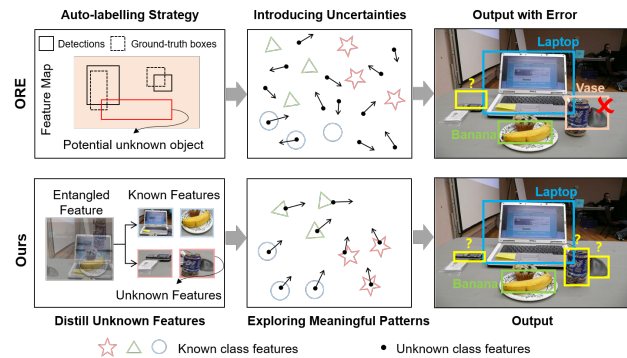 Auto-labelling Strategy
Introducing Uncertainties
Output with Error
ORE
Feature Map
Detections
Ground-truth boxes
Potential unknown object
Laptop
?
Vase
Banana
Ours
Entangled
Feature
Known Features
Unknown Features
Laptop
?
?
?
Banana
Distill Unknown Features
Exploring Meaningful Patterns
Output
Known class features
Unknown class features